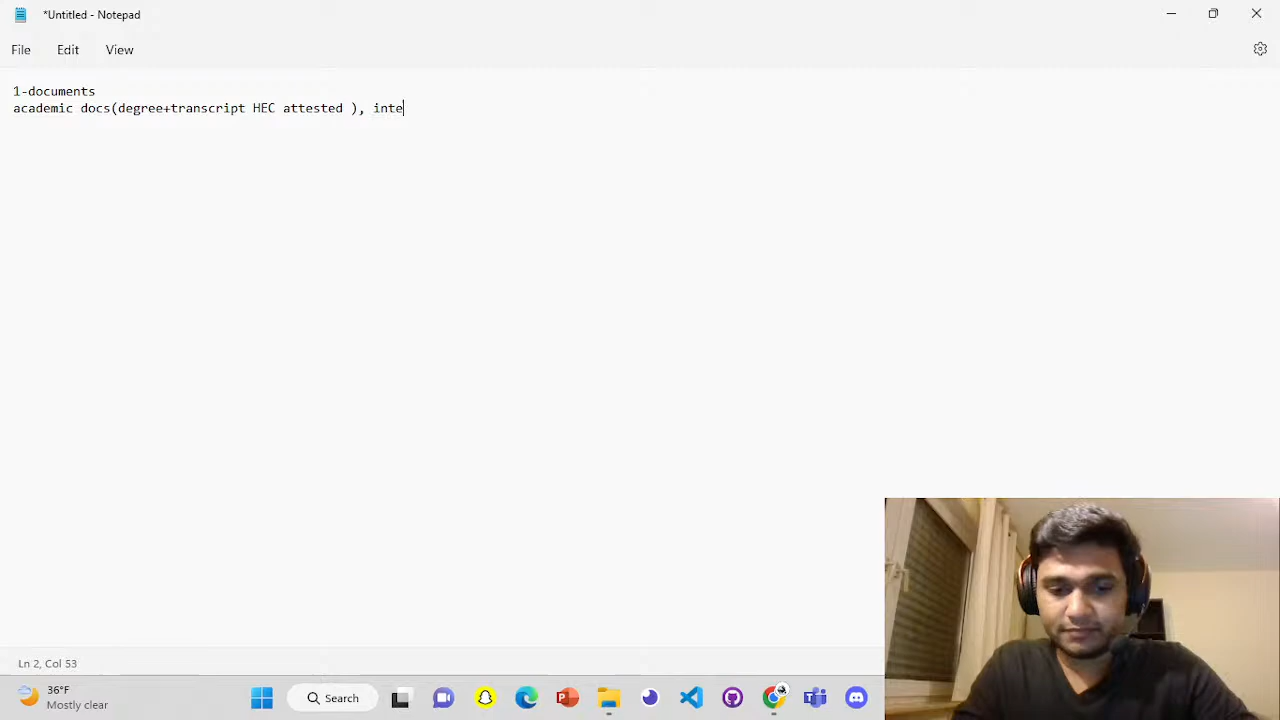 *Untitled - Notepad
File Edit View
1-documents
academic docs(degree+transcript HEC attested ), inte
Ln 2, Col 53
36°F
Mostly clear
Search